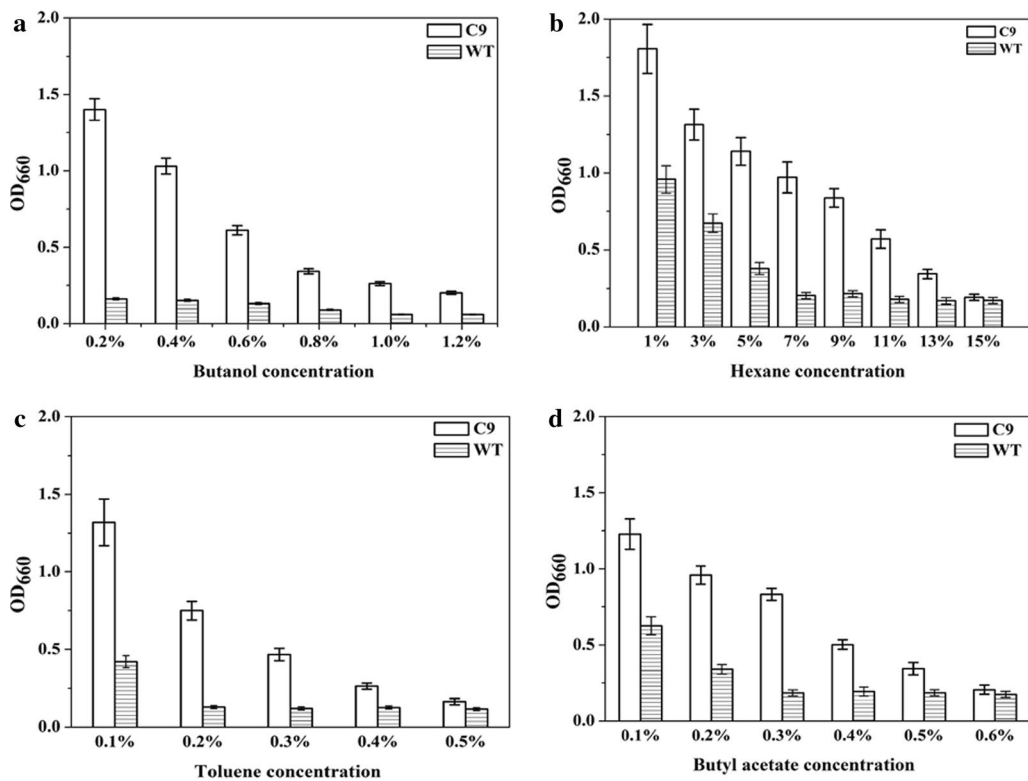 a
2.0
1.5
1.0
0.5
0.0
OD660
C9
WT
0.2% 0.4% 0.6% 0.8% 1.0% 1.2%
Butanol concentration
b
2.0
1.5
1.0
0.5
0.0
OD660
C9
WT
1% 3% 5% 7% 9% 11% 13% 15%
Hexane concentration
c
2.0
1.5
1.0
0.5
0.0
OD660
C9
WT
0.1% 0.2% 0.3% 0.4% 0.5%
Toluene concentration
d
2.0
1.5
1.0
0.5
0.0
OD660
C9
WT
0.1% 0.2% 0.3% 0.4% 0.5% 0.6%
Butyl acetate concentration